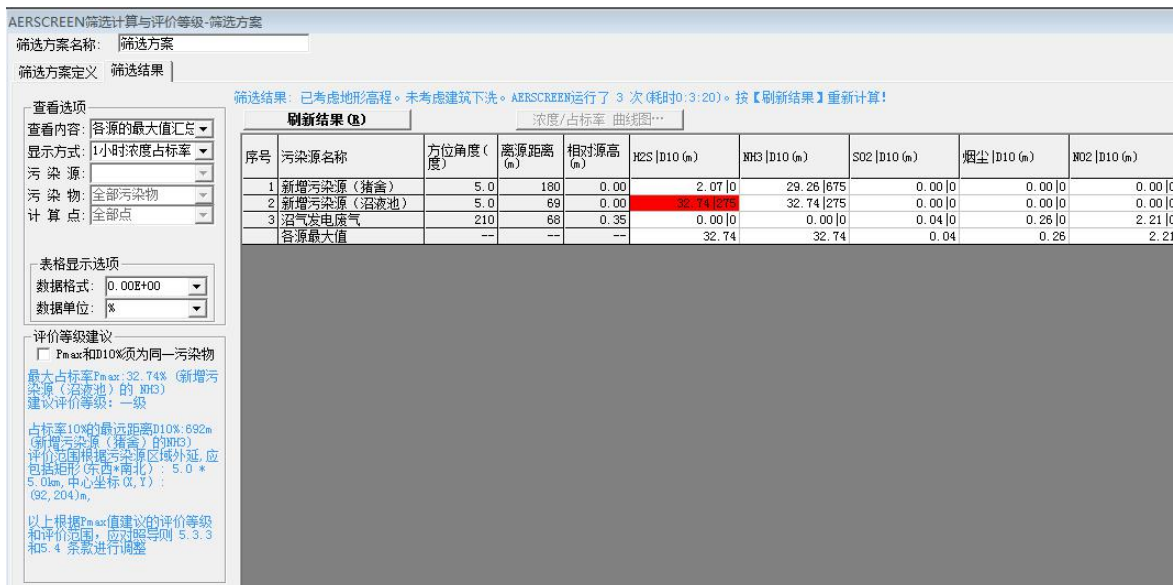 AERSCREEN筛选计算与评价等级-筛选方案
筛选方案名称: 筛选方案
筛选方案定义 筛选结果
筛选结果: 已考虑地形高程。未考虑建筑下洗。AERSCREEN运行了 3 次(耗时0:3:20)。按【刷新结果】重新计算!
刷新结果(R) 浓度/占标率 曲线图…
查看选项
查看内容: 各源的最大值汇总
显示方式: 1小时浓度占标率
污 染 源:
污 染 物: 全部污染物
计 算 点: 全部点
表格显示选项
数据格式: 0.00E+00
数据单位: %
评价等级建议
Pmax和D10%须为同一污染物
最大占标率Pmax:32.74% (新增污
染源(沼液池)的 NH3)
建议评价等级: 一级
占标率10%的最远距离D10%:692m
(新增污染源(猪舍)的NH3)
评价范围根据污染源区域外延,应
包括矩形(东西*南北): 5.0 *
5.0km,中心坐标(X,Y):
(92,204)m,
以上根据Pmax值建议的评价等级
和评价范围,应对照导则 5.3.3
和5.4 条款进行调整
序号 污染源名称 方位角度(度) 离源距离(m) 相对源高(m) H2S|D10(m) NH3|D10(m) SO2|D10(m) 烟尘|D10(m) NO2|D10(m)
1 新增污染源(猪舍) 5.0 180 0.00 2.07|0 29.26|675 0.00|0 0.00|0 0.00|0
2 新增污染源(沼液池) 5.0 69 0.00 32.74|275 32.74|275 0.00|0 0.00|0 0.00|0
3 沼气发电废气 210 68 0.35 0.00|0 0.00|0 0.04|0 0.26|0 2.21|0
各源最大值 -- -- -- 32.74 32.74 0.04 0.26 2.21